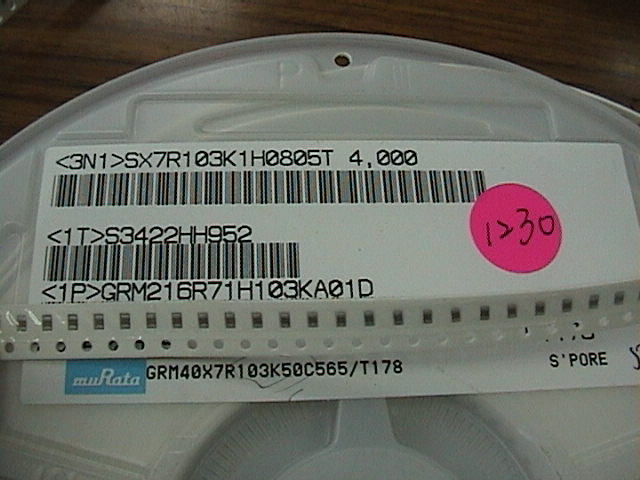 <3N1>SX7R103K1H0805T 4,000
1230
<1T>S3422HH952
<1P>GRM216R71H103KA01D
muRata GRM40X7R103K50C565/T178 S'PORE